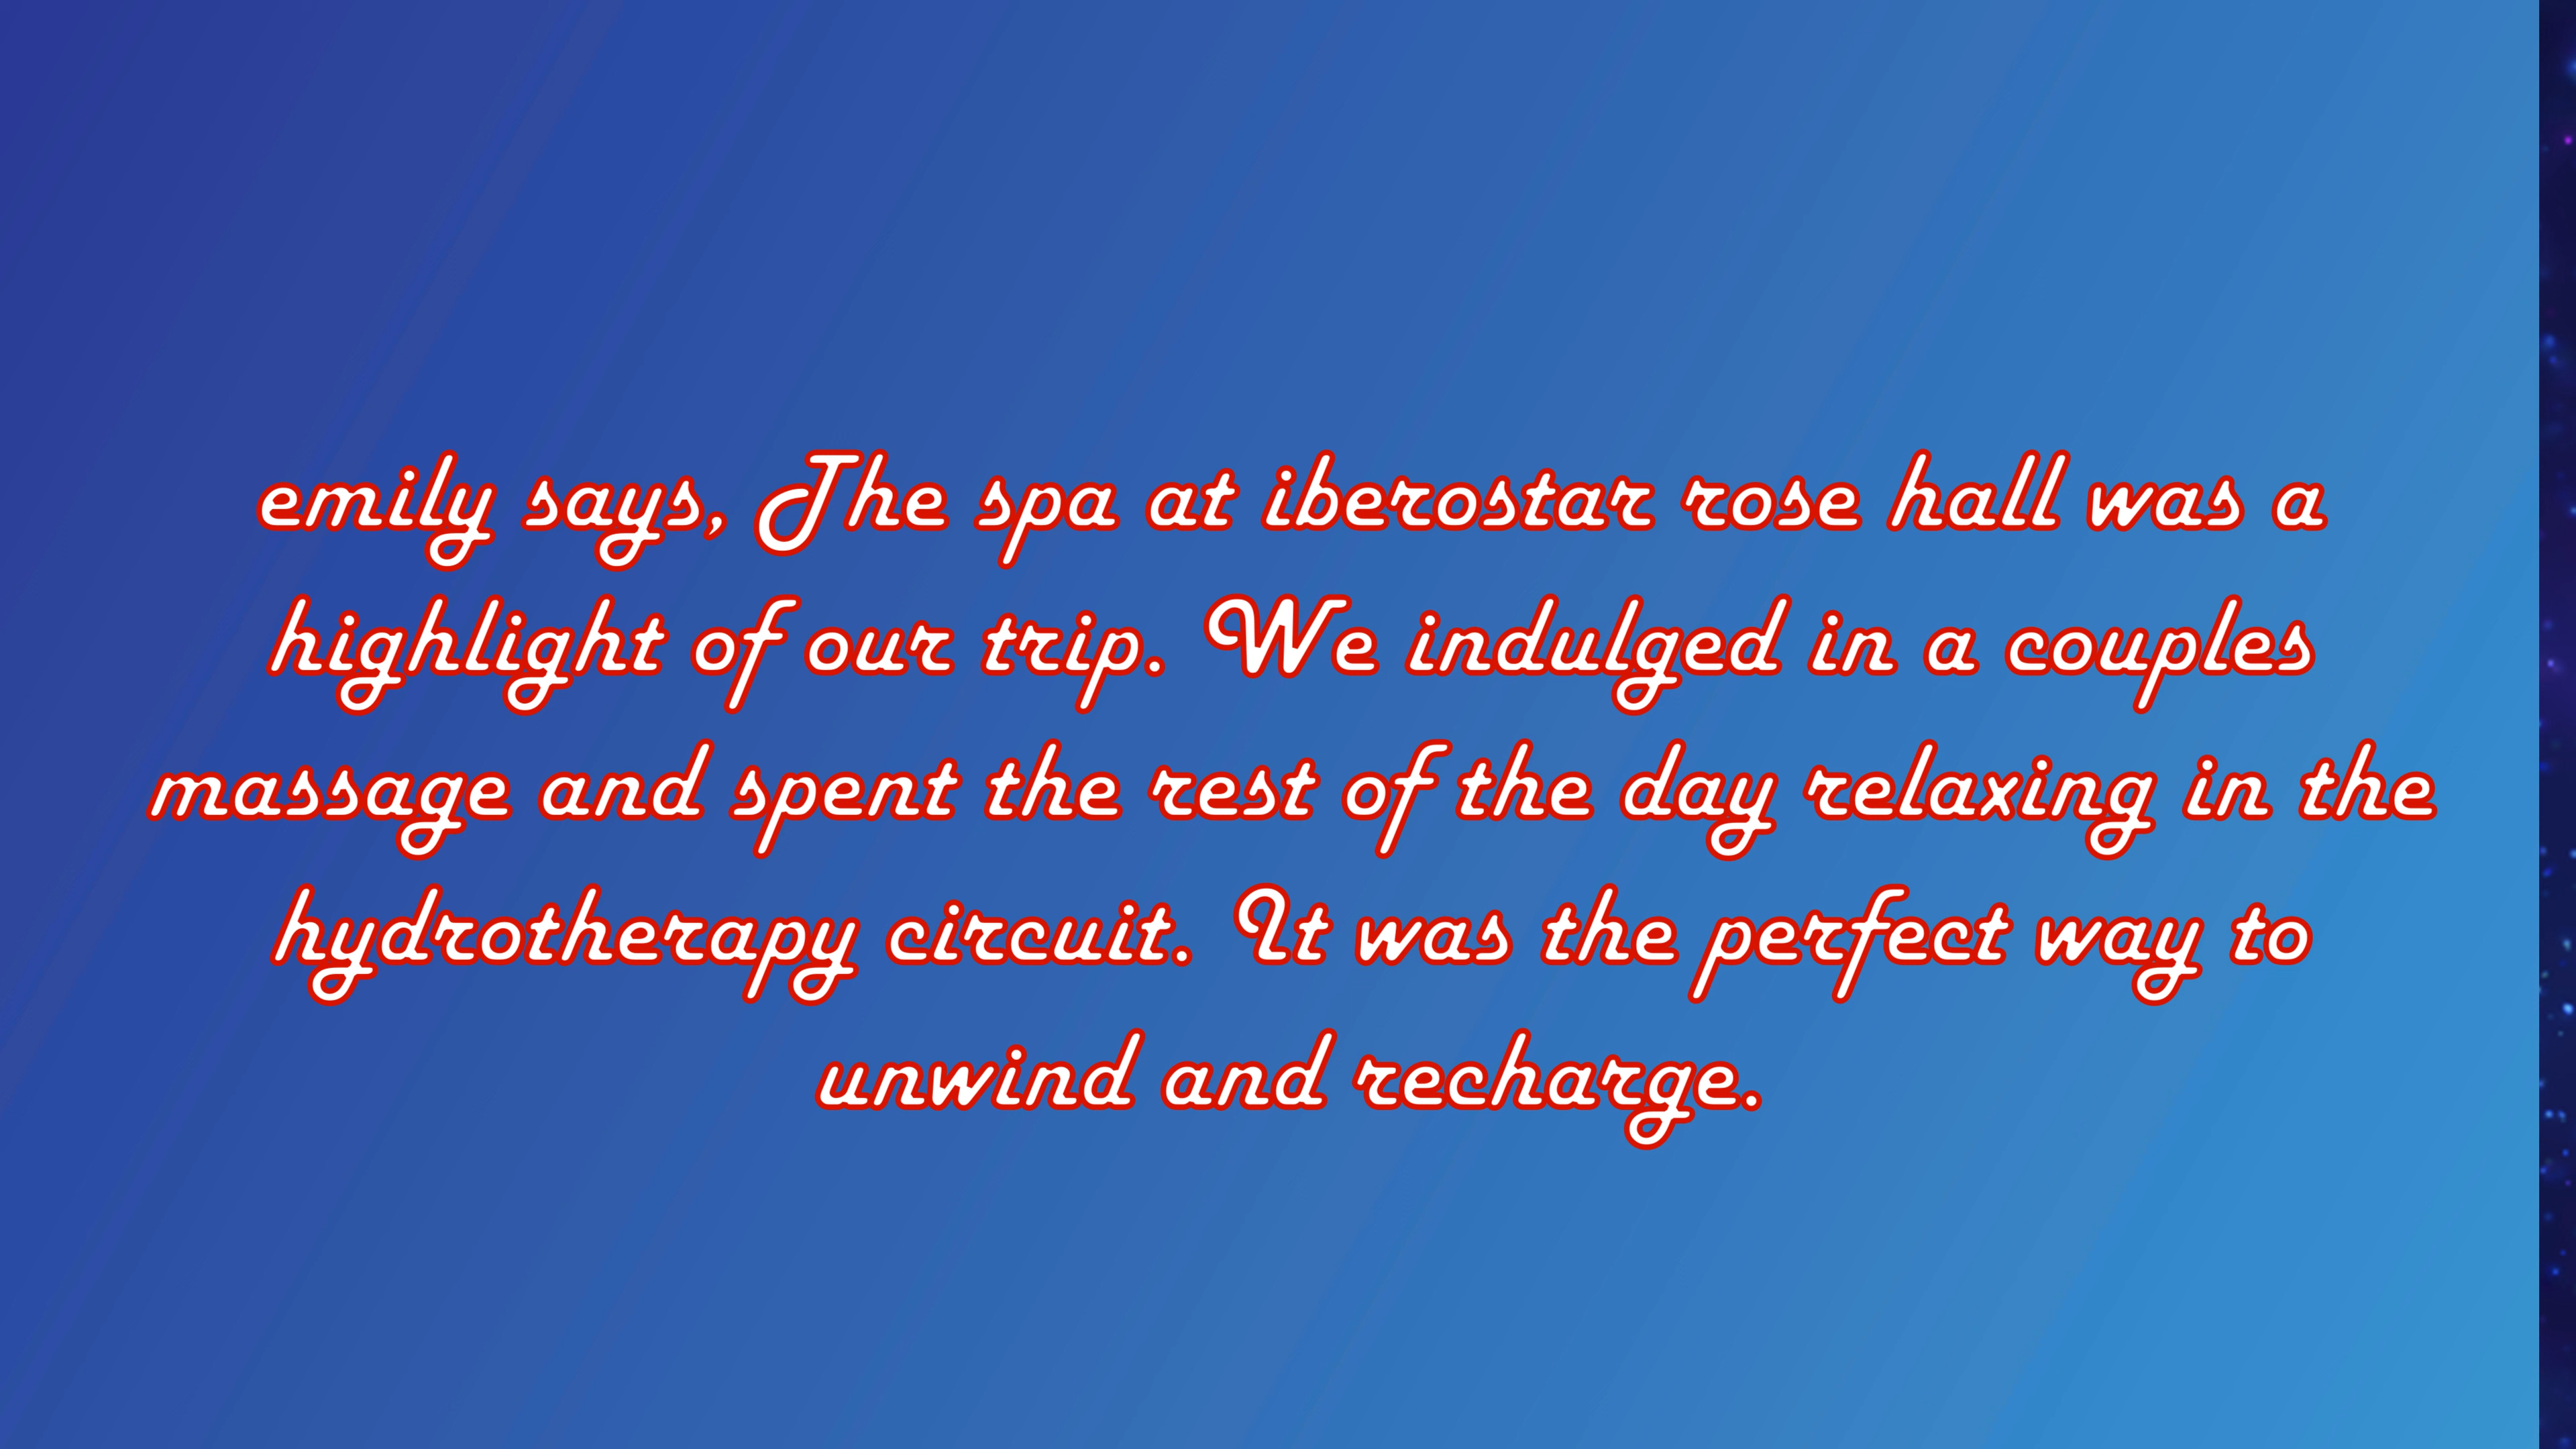 emily says, The spa at iberostar rose hall was a
highlight of our trip. We indulged in a couples
massage and spent the rest of the day relaxing in the
hydrotherapy circuit. It was the perfect way to
unwind and recharge.